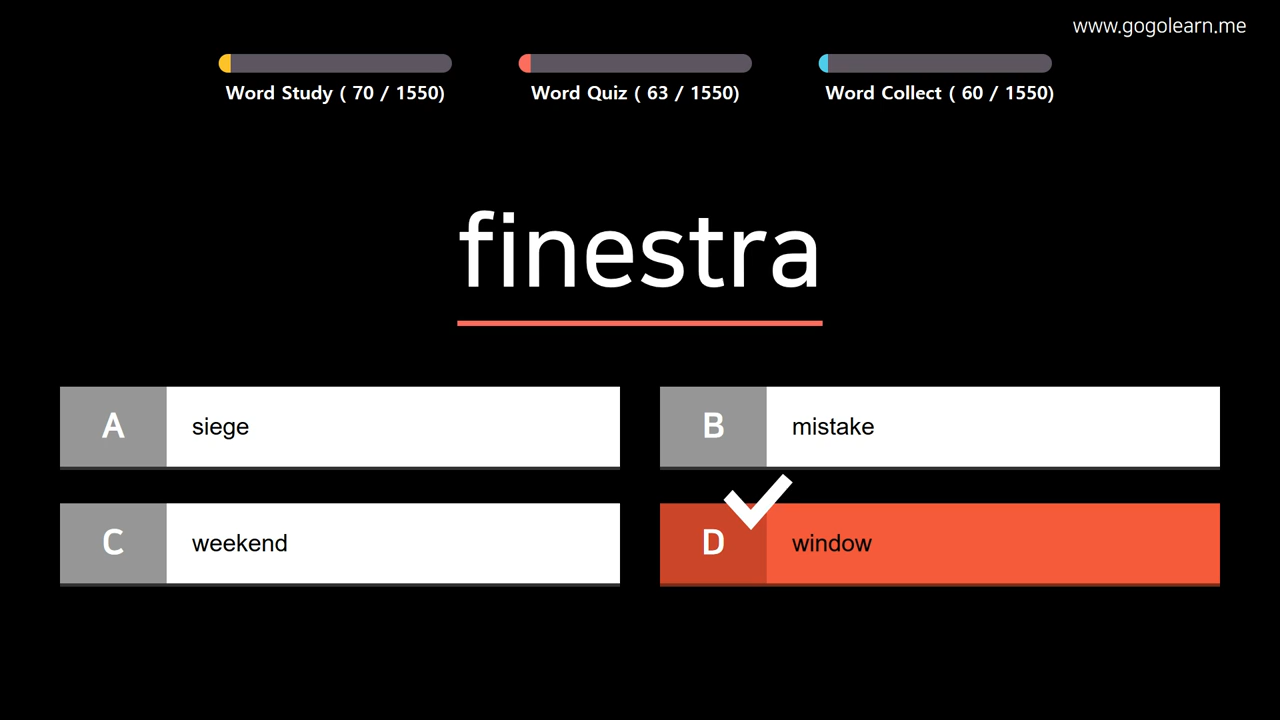 www.gogolearn.me
Word Study ( 70 / 1550)
Word Quiz ( 63 / 1550)
Word Collect ( 60 / 1550)
finestra
A siege
B mistake
C weekend
D window